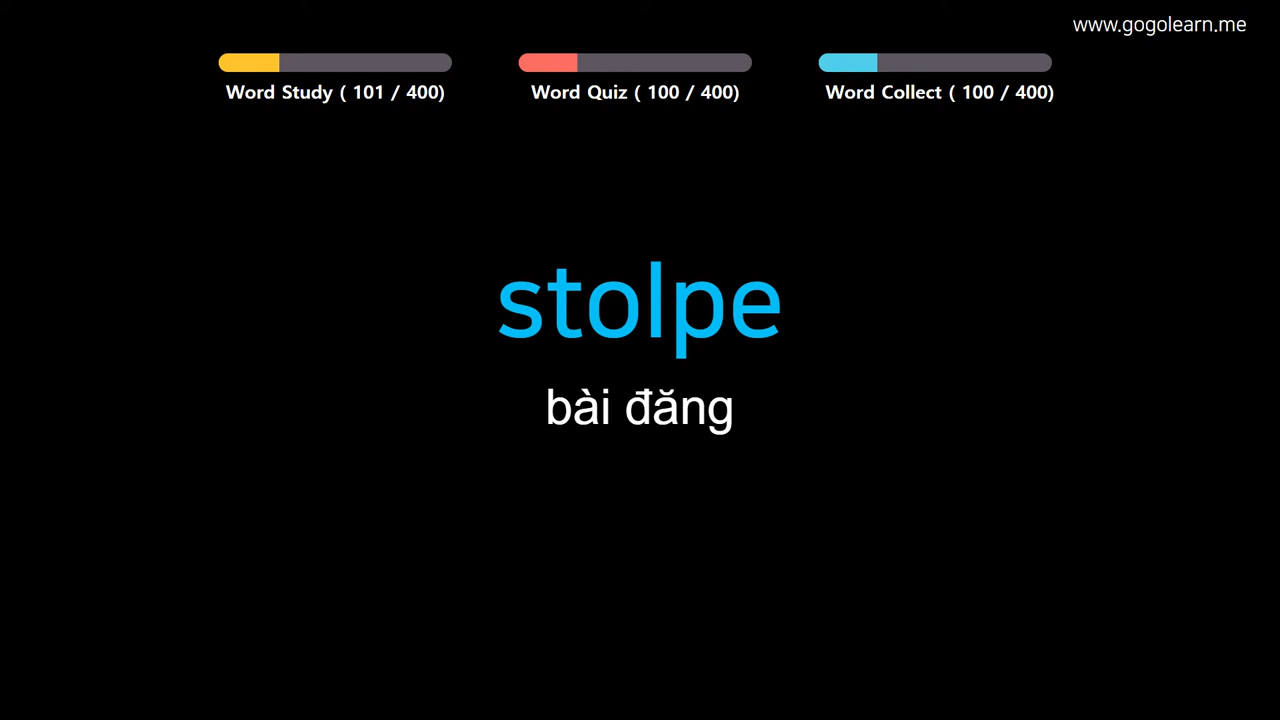 www.gogolearn.me
Word Study ( 101 / 400)
Word Quiz ( 100 / 400)
Word Collect ( 100 / 400)
stolpe
bài đăng